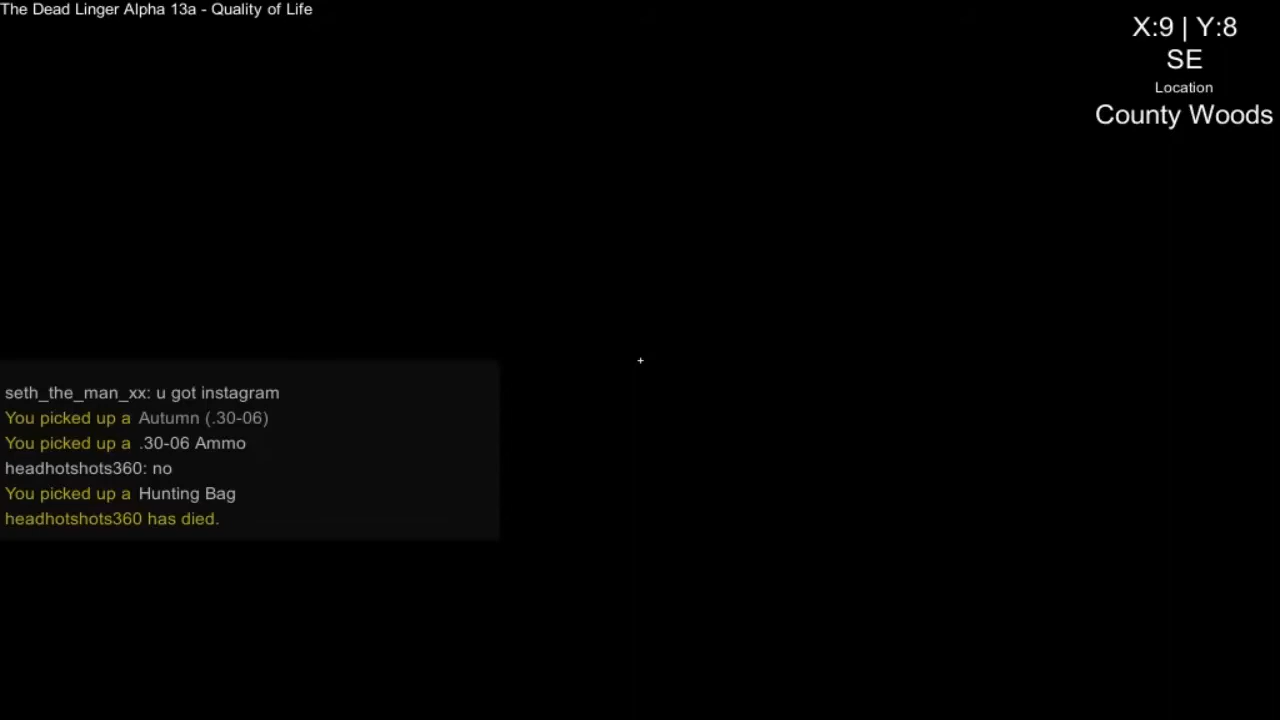 The Dead Linger Alpha 13a - Quality of Life
X:9 | Y:8
SE
Location
County Woods
seth_the_man_xx: u got instagram
You picked up a Autumn (.30-06)
You picked up a .30-06 Ammo
headhotshots360: no
You picked up a Hunting Bag
headhotshots360 has died.